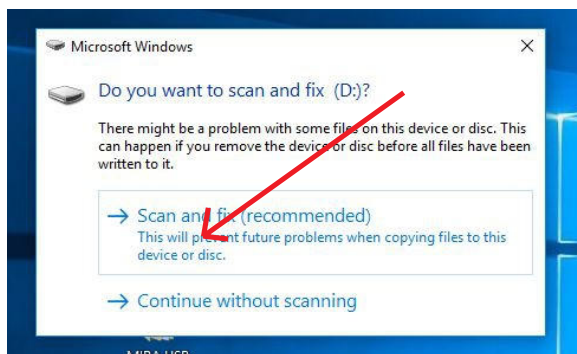 Microsoft Windows
Do you want to scan and fix (D:)?
There might be a problem with some files on this device or disc. This
can happen if you remove the device or disc before all files have been
written to it.
Scan and fix (recommended)
This will prevent future problems when copying files to this
device or disc.
Continue without scanning